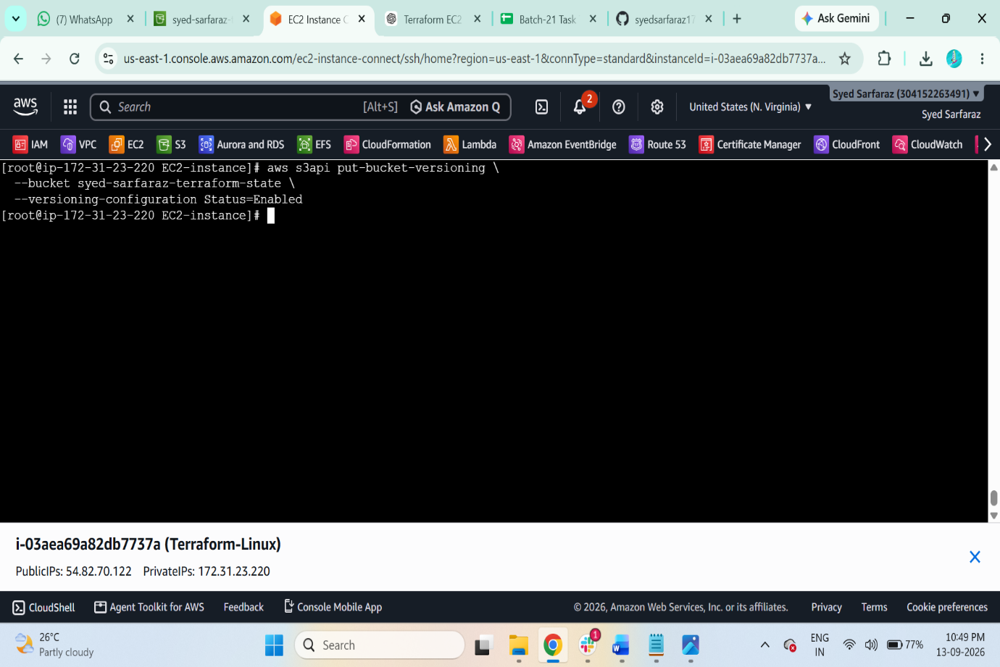 (7) WhatsApp
syed-sarfaraz-
EC2 Instance C
Terraform EC2
Batch-21 Task
syedsarfaraz17
Ask Gemini
us-east-1.console.aws.amazon.com/ec2-instance-connect/ssh/home?region=us-east-1&connType=standard&instanceId=i-03aea69a82db7737a...
aws
Search
[Alt+S]
Ask Amazon Q
2
United States (N. Virginia) ▼
Syed Sarfaraz (304152263491) ▼
Syed Sarfaraz
IAM
VPC
EC2
S3
Aurora and RDS
EFS
CloudFormation
Lambda
Amazon EventBridge
Route 53
Certificate Manager
CloudFront
CloudWatch
[root@ip-172-31-23-220 EC2-instance]# aws s3api put-bucket-versioning \
--bucket syed-sarfaraz-terraform-state \
--versioning-configuration Status=Enabled
[root@ip-172-31-23-220 EC2-instance]#
i-03aea69a82db7737a (Terraform-Linux)
PublicIPs: 54.82.70.122 PrivateIPs: 172.31.23.220
CloudShell
Agent Toolkit for AWS
Feedback
Console Mobile App
© 2026, Amazon Web Services, Inc. or its affiliates.
Privacy
Terms
Cookie preferences
26°C
Partly cloudy
Search
1
W
ENG
IN
77%
10:49 PM
13-09-2026